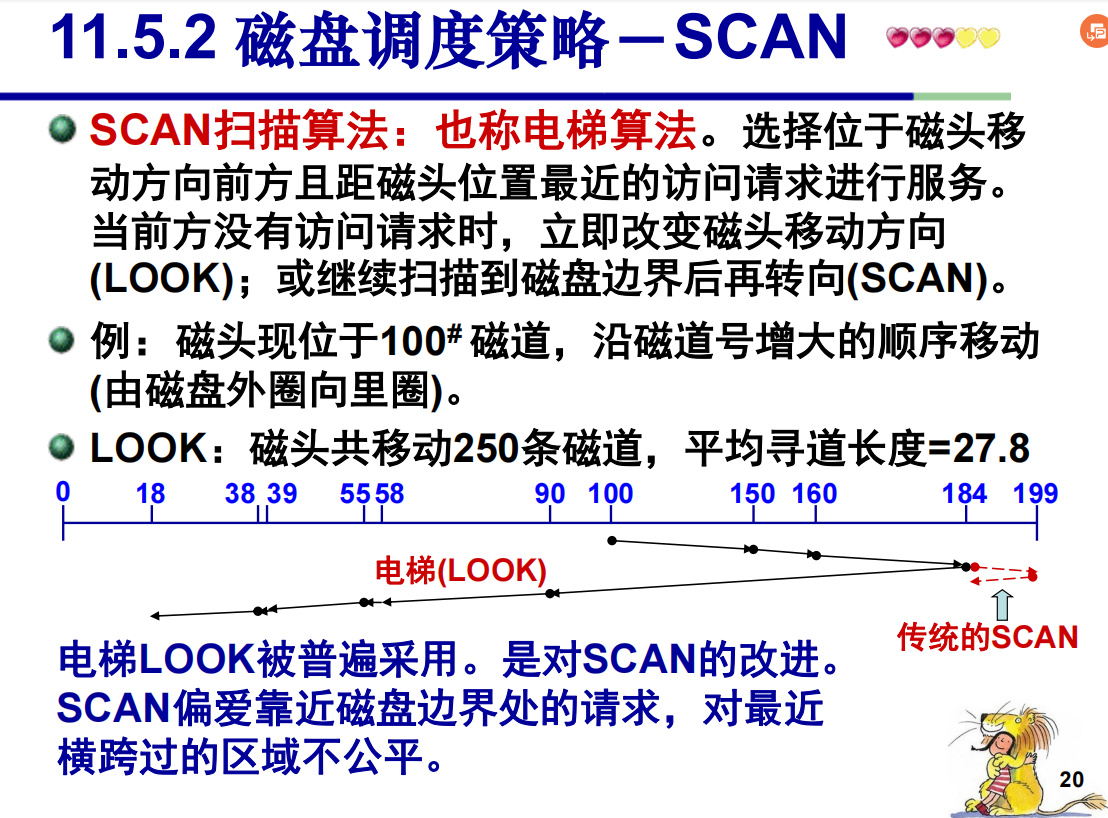 11.5.2 磁盘调度策略－SCAN
SCAN扫描算法：也称电梯算法。选择位于磁头移
动方向前方且距磁头位置最近的访问请求进行服务。
当前方没有访问请求时，立即改变磁头移动方向
(LOOK)；或继续扫描到磁盘边界后再转向(SCAN)。
例：磁头现位于100# 磁道，沿磁道号增大的顺序移动
(由磁盘外圈向里圈)。
LOOK：磁头共移动250条磁道，平均寻道长度=27.8
0 18 38 39 55 58 90 100 150 160 184 199
电梯(LOOK)
传统的SCAN
电梯LOOK被普遍采用。是对SCAN的改进。
SCAN偏爱靠近磁盘边界处的请求，对最近
横跨过的区域不公平。
20